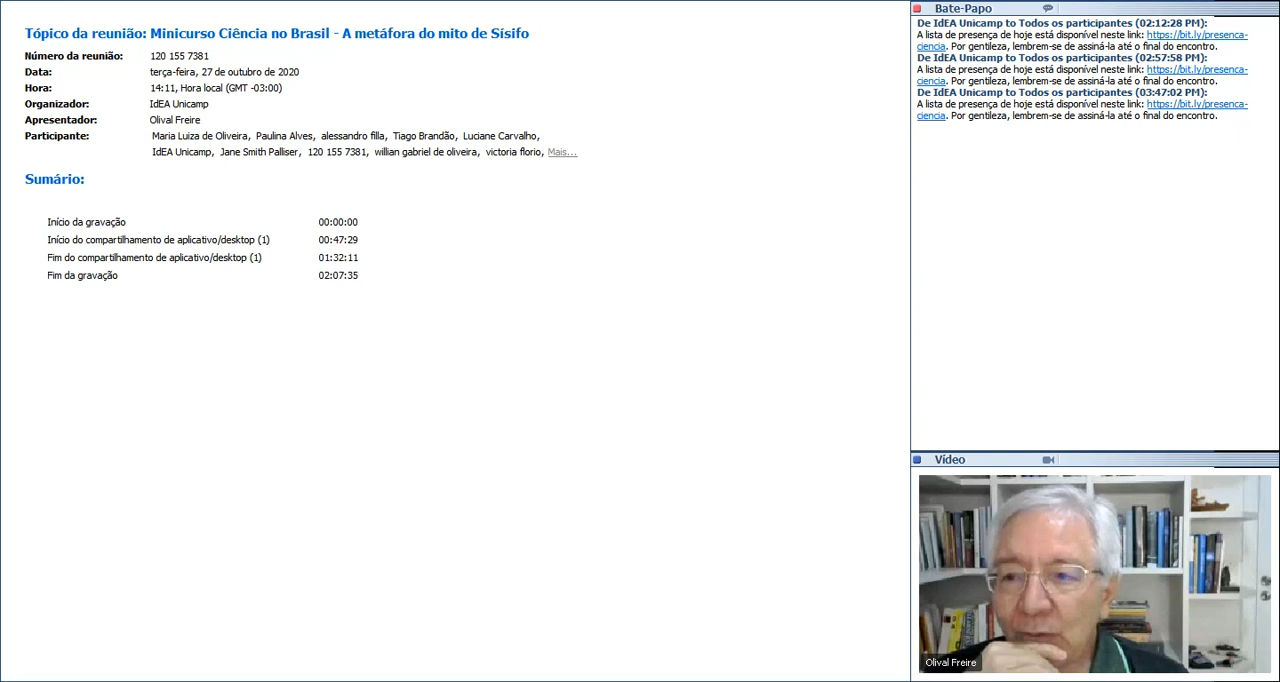 Tópico da reunião: Minicurso Ciência no Brasil - A metáfora do mito de Sísifo
Número da reunião: 120 155 7381
Data: terça-feira, 27 de outubro de 2020
Hora: 14:11, Hora local (GMT -03:00)
Organizador: IdEA Unicamp
Apresentador: Olival Freire
Participante: Maria Luiza de Oliveira, Paulina Alves, alessandro filla, Tiago Brandão, Luciane Carvalho,
IdEA Unicamp, Jane Smith Palliser, 120 155 7381, willian gabriel de oliveira, victoria florio, Mais...
Sumário:
Início da gravação 00:00:00
Início do compartilhamento de aplicativo/desktop (1) 00:47:29
Fim do compartilhamento de aplicativo/desktop (1) 01:32:11
Fim da gravação 02:07:35
Bate-Papo
De IdEA Unicamp to Todos os participantes (02:12:28 PM):
A lista de presença de hoje está disponível neste link: https://bit.ly/presenca-
ciencia. Por gentileza, lembrem-se de assiná-la até o final do encontro.
De IdEA Unicamp to Todos os participantes (02:57:58 PM):
A lista de presença de hoje está disponível neste link: https://bit.ly/presenca-
ciencia. Por gentileza, lembrem-se de assiná-la até o final do encontro.
De IdEA Unicamp to Todos os participantes (03:47:02 PM):
A lista de presença de hoje está disponível neste link: https://bit.ly/presenca-
ciencia. Por gentileza, lembrem-se de assiná-la até o final do encontro.
Vídeo
Olival Freire